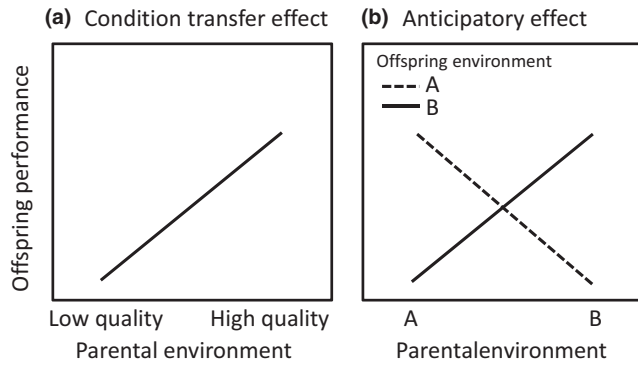 (a) Condition transfer effect
(b) Anticipatory effect
Offspring performance
Offspring environment
A
B
Low quality
High quality
Parental environment
A
B
Parentalenvironment